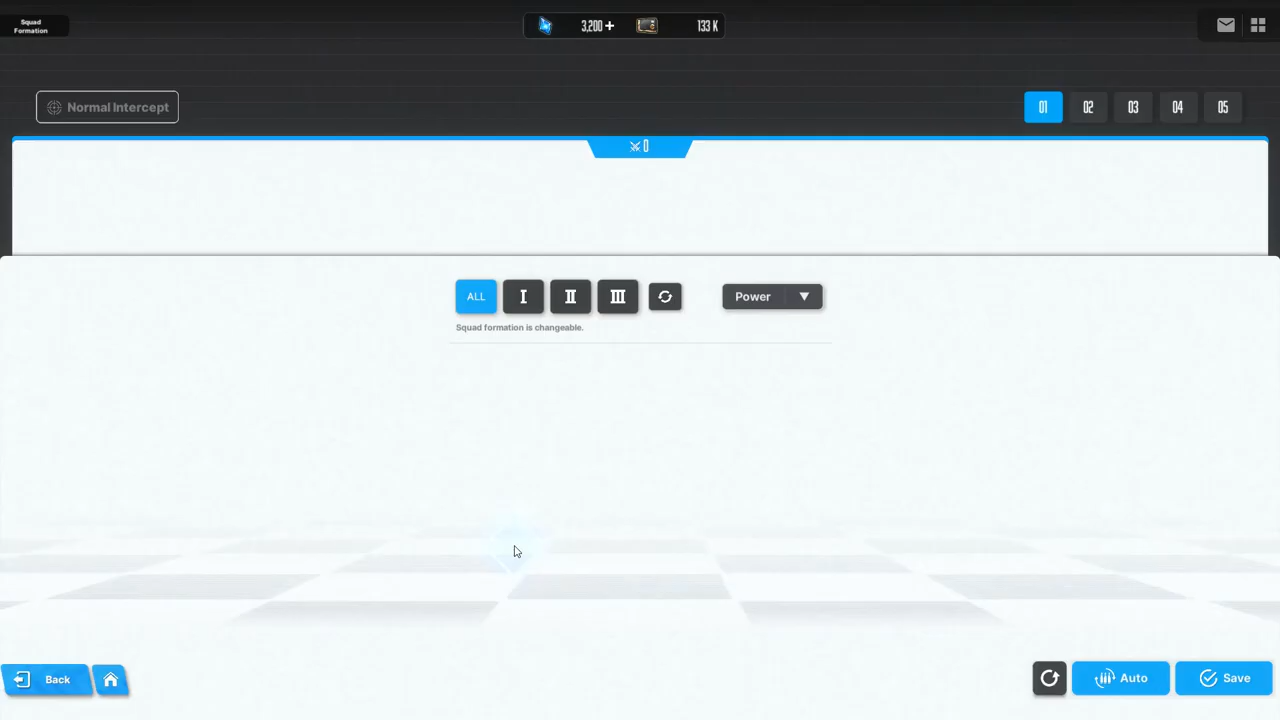 Squad
Formation
3,200 +
133 K
Normal Intercept
01 02 03 04 05
0
ALL I II III Power ▼
Squad formation is changeable.
Back
Auto
Save